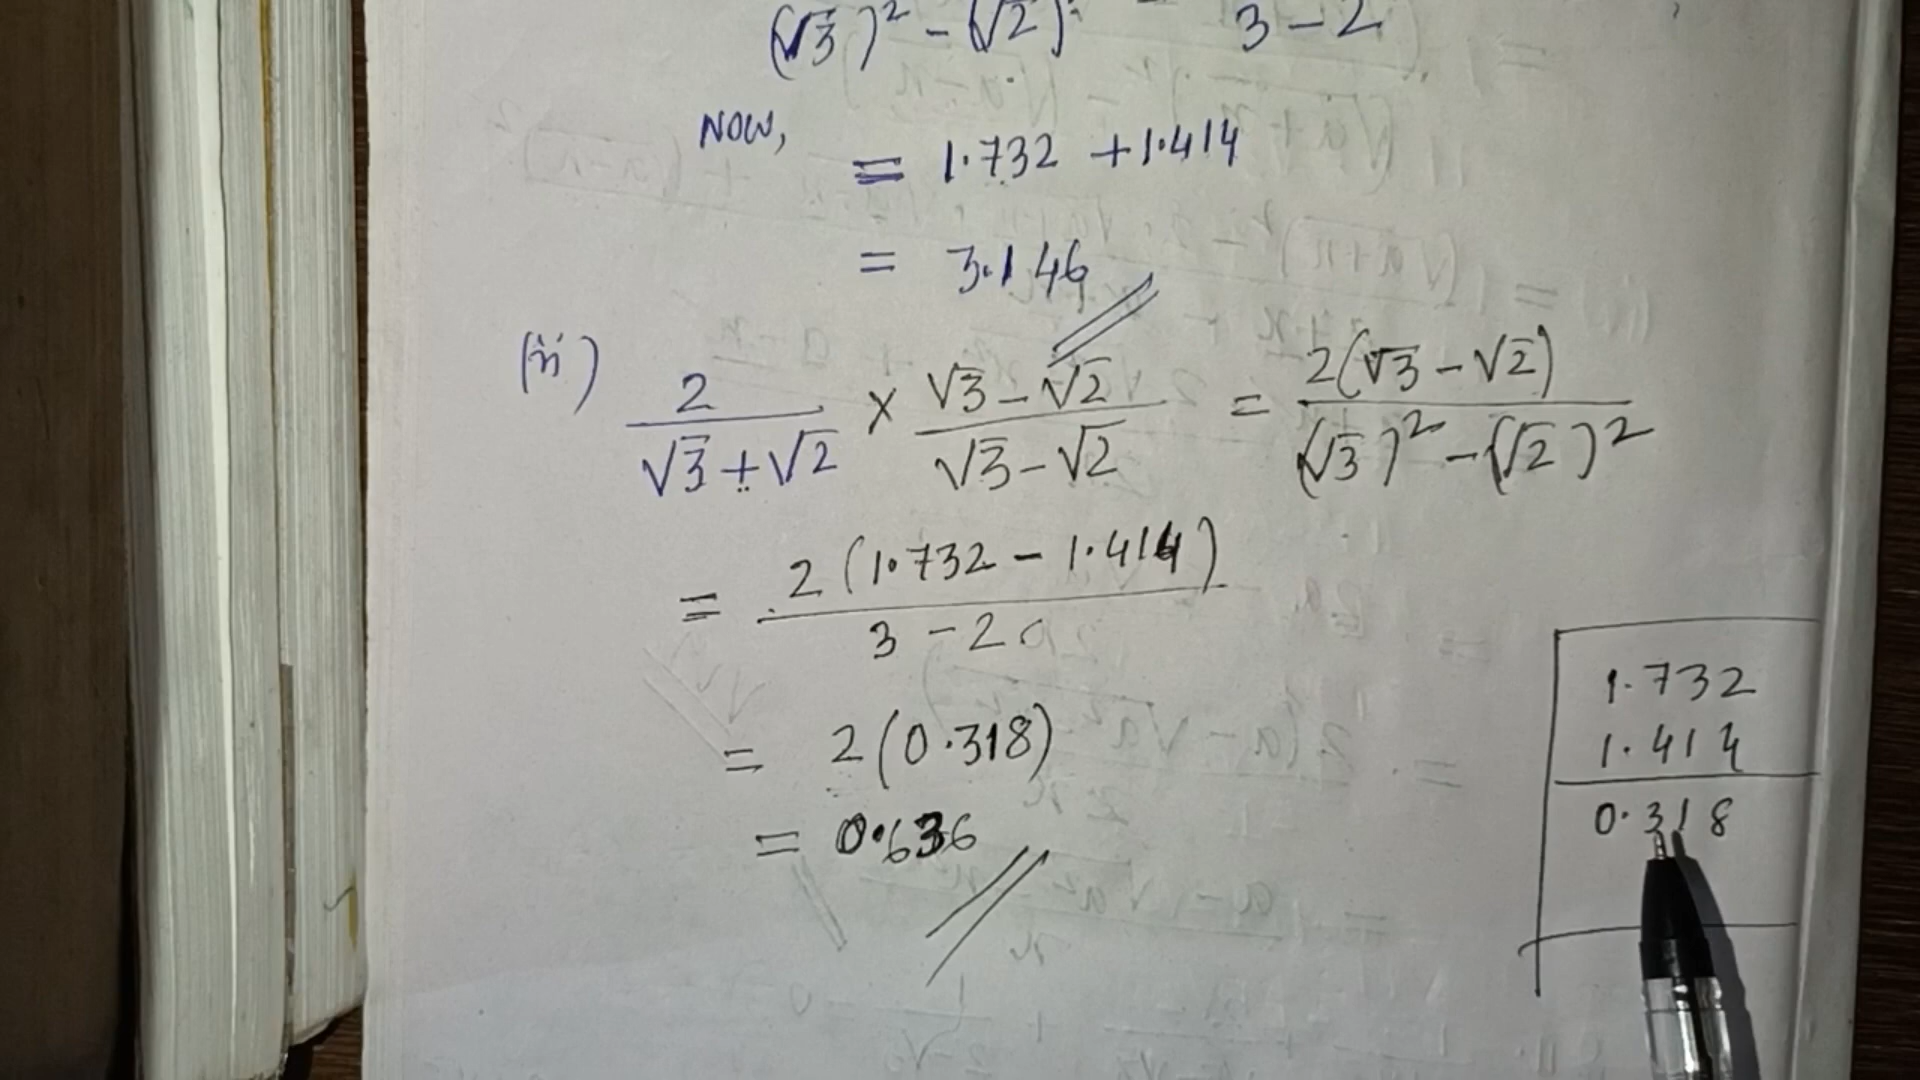 (√3)² - (√2)² = 3 - 2
NOW,
= 1.732 + 1.414
= 3.146
(ii) 2/(√3+√2) × (√3-√2)/(√3-√2) = 2(√3-√2)/((√3)²-(√2)²)
= 2(1.732 - 1.414)/(3 - 2)
= 2(0.318)
= 0.636
1.732
1.414
0.318